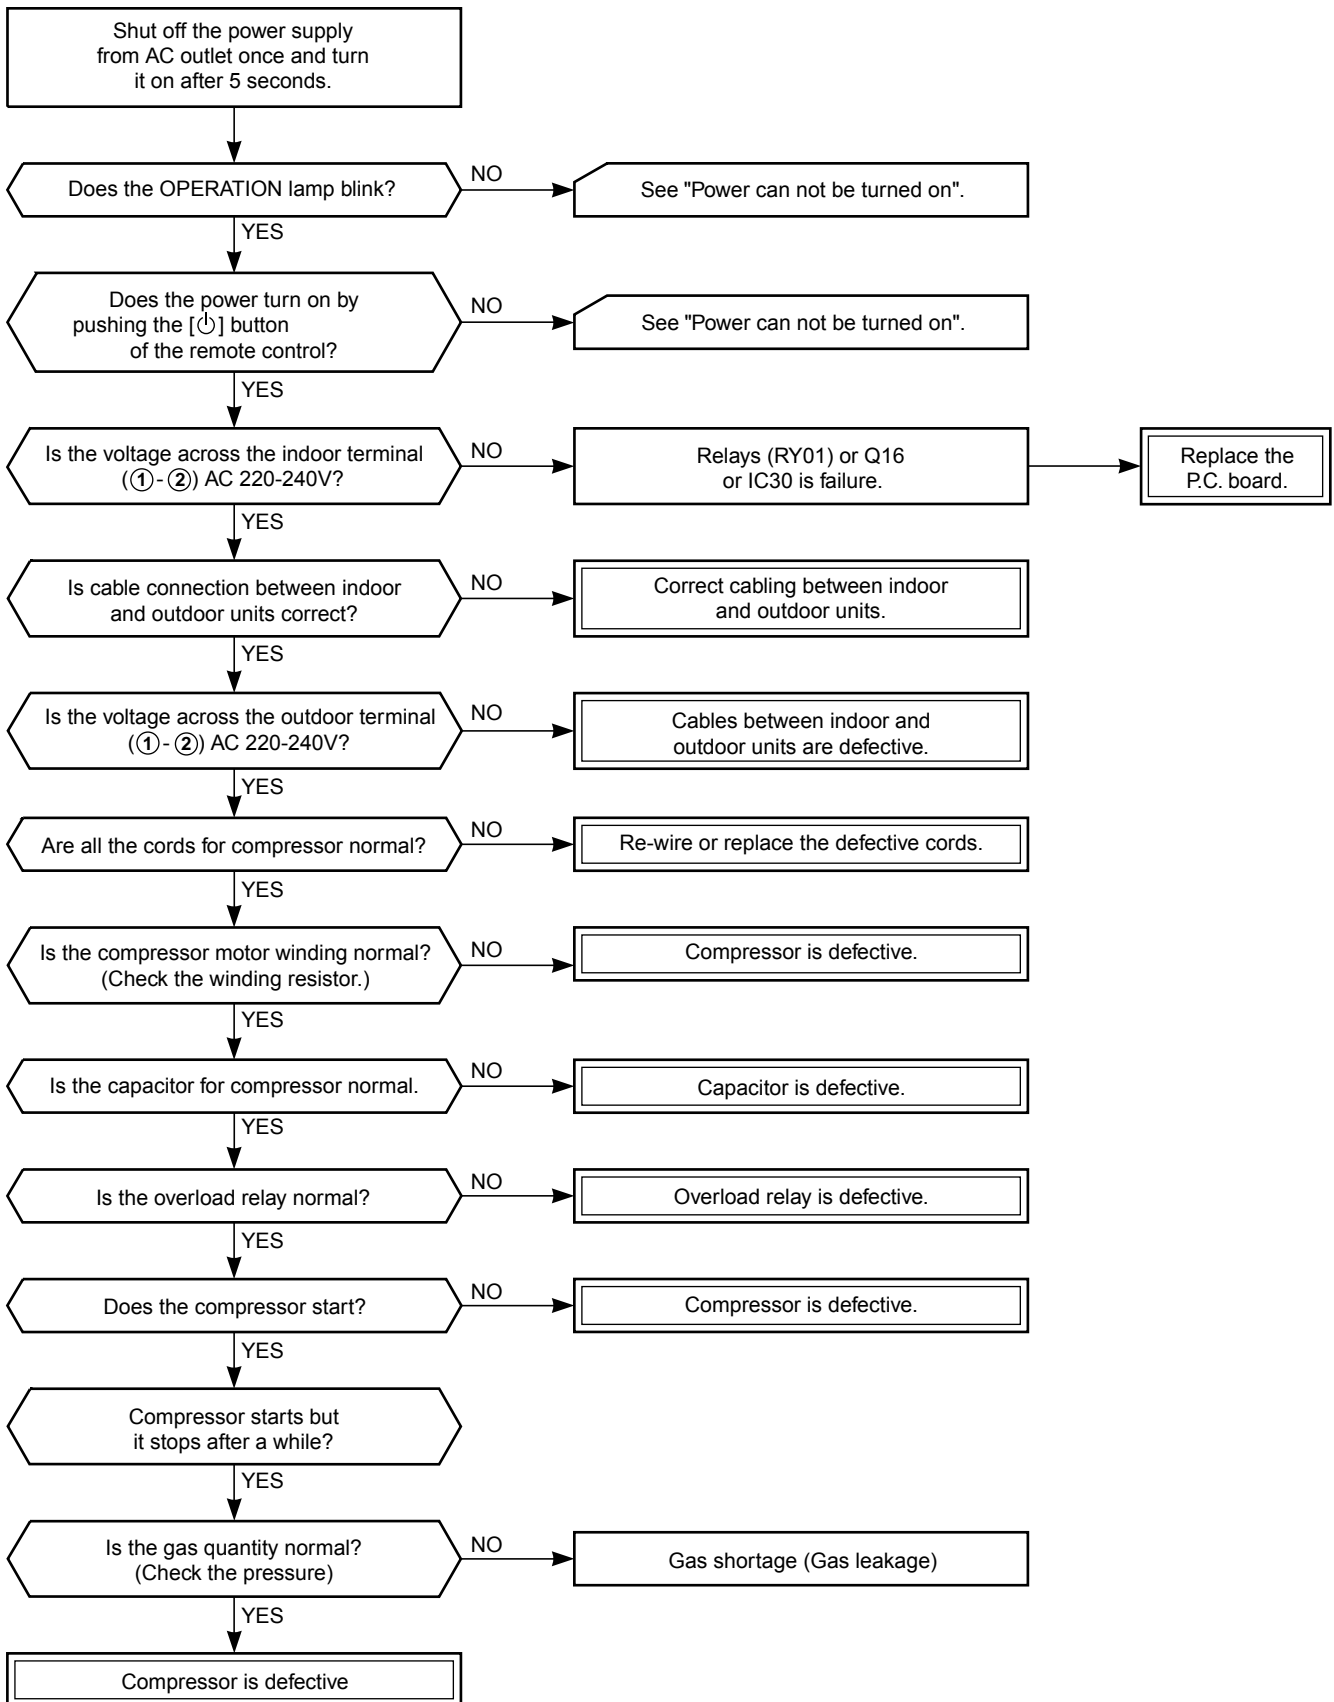 Shut off the power supply
from AC outlet once and turn
it on after 5 seconds.
Does the OPERATION lamp blink?
NO
See "Power can not be turned on".
YES
Does the power turn on by
pushing the [⏻] button
of the remote control?
NO
See "Power can not be turned on".
YES
Is the voltage across the indoor terminal
(①-②) AC 220-240V?
NO
Relays (RY01) or Q16
or IC30 is failure.
Replace the
P.C. board.
YES
Is cable connection between indoor
and outdoor units correct?
NO
Correct cabling between indoor
and outdoor units.
YES
Is the voltage across the outdoor terminal
(①-②) AC 220-240V?
NO
Cables between indoor and
outdoor units are defective.
YES
Are all the cords for compressor normal?
NO
Re-wire or replace the defective cords.
YES
Is the compressor motor winding normal?
(Check the winding resistor.)
NO
Compressor is defective.
YES
Is the capacitor for compressor normal.
NO
Capacitor is defective.
YES
Is the overload relay normal?
NO
Overload relay is defective.
YES
Does the compressor start?
NO
Compressor is defective.
YES
Compressor starts but
it stops after a while?
YES
Is the gas quantity normal?
(Check the pressure)
NO
Gas shortage (Gas leakage)
YES
Compressor is defective